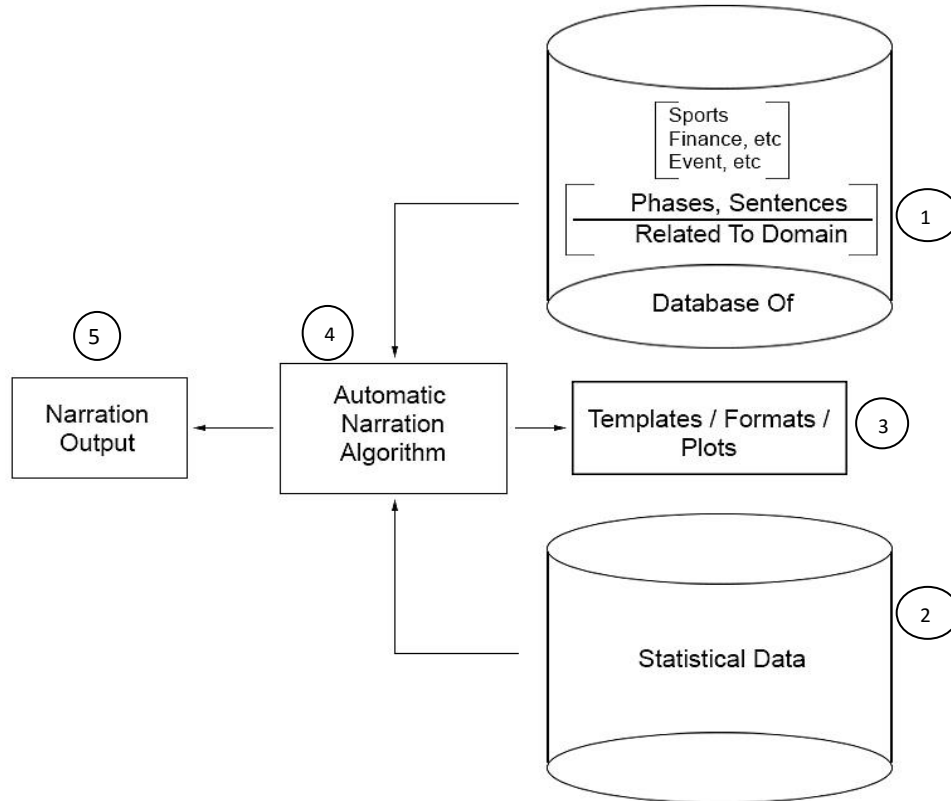 Sports
Finance, etc
Event, etc
Phases, Sentences
Related To Domain
Database Of
1
5
4
Narration
Output
Automatic
Narration
Algorithm
Templates / Formats /
Plots
3
Statistical Data
2